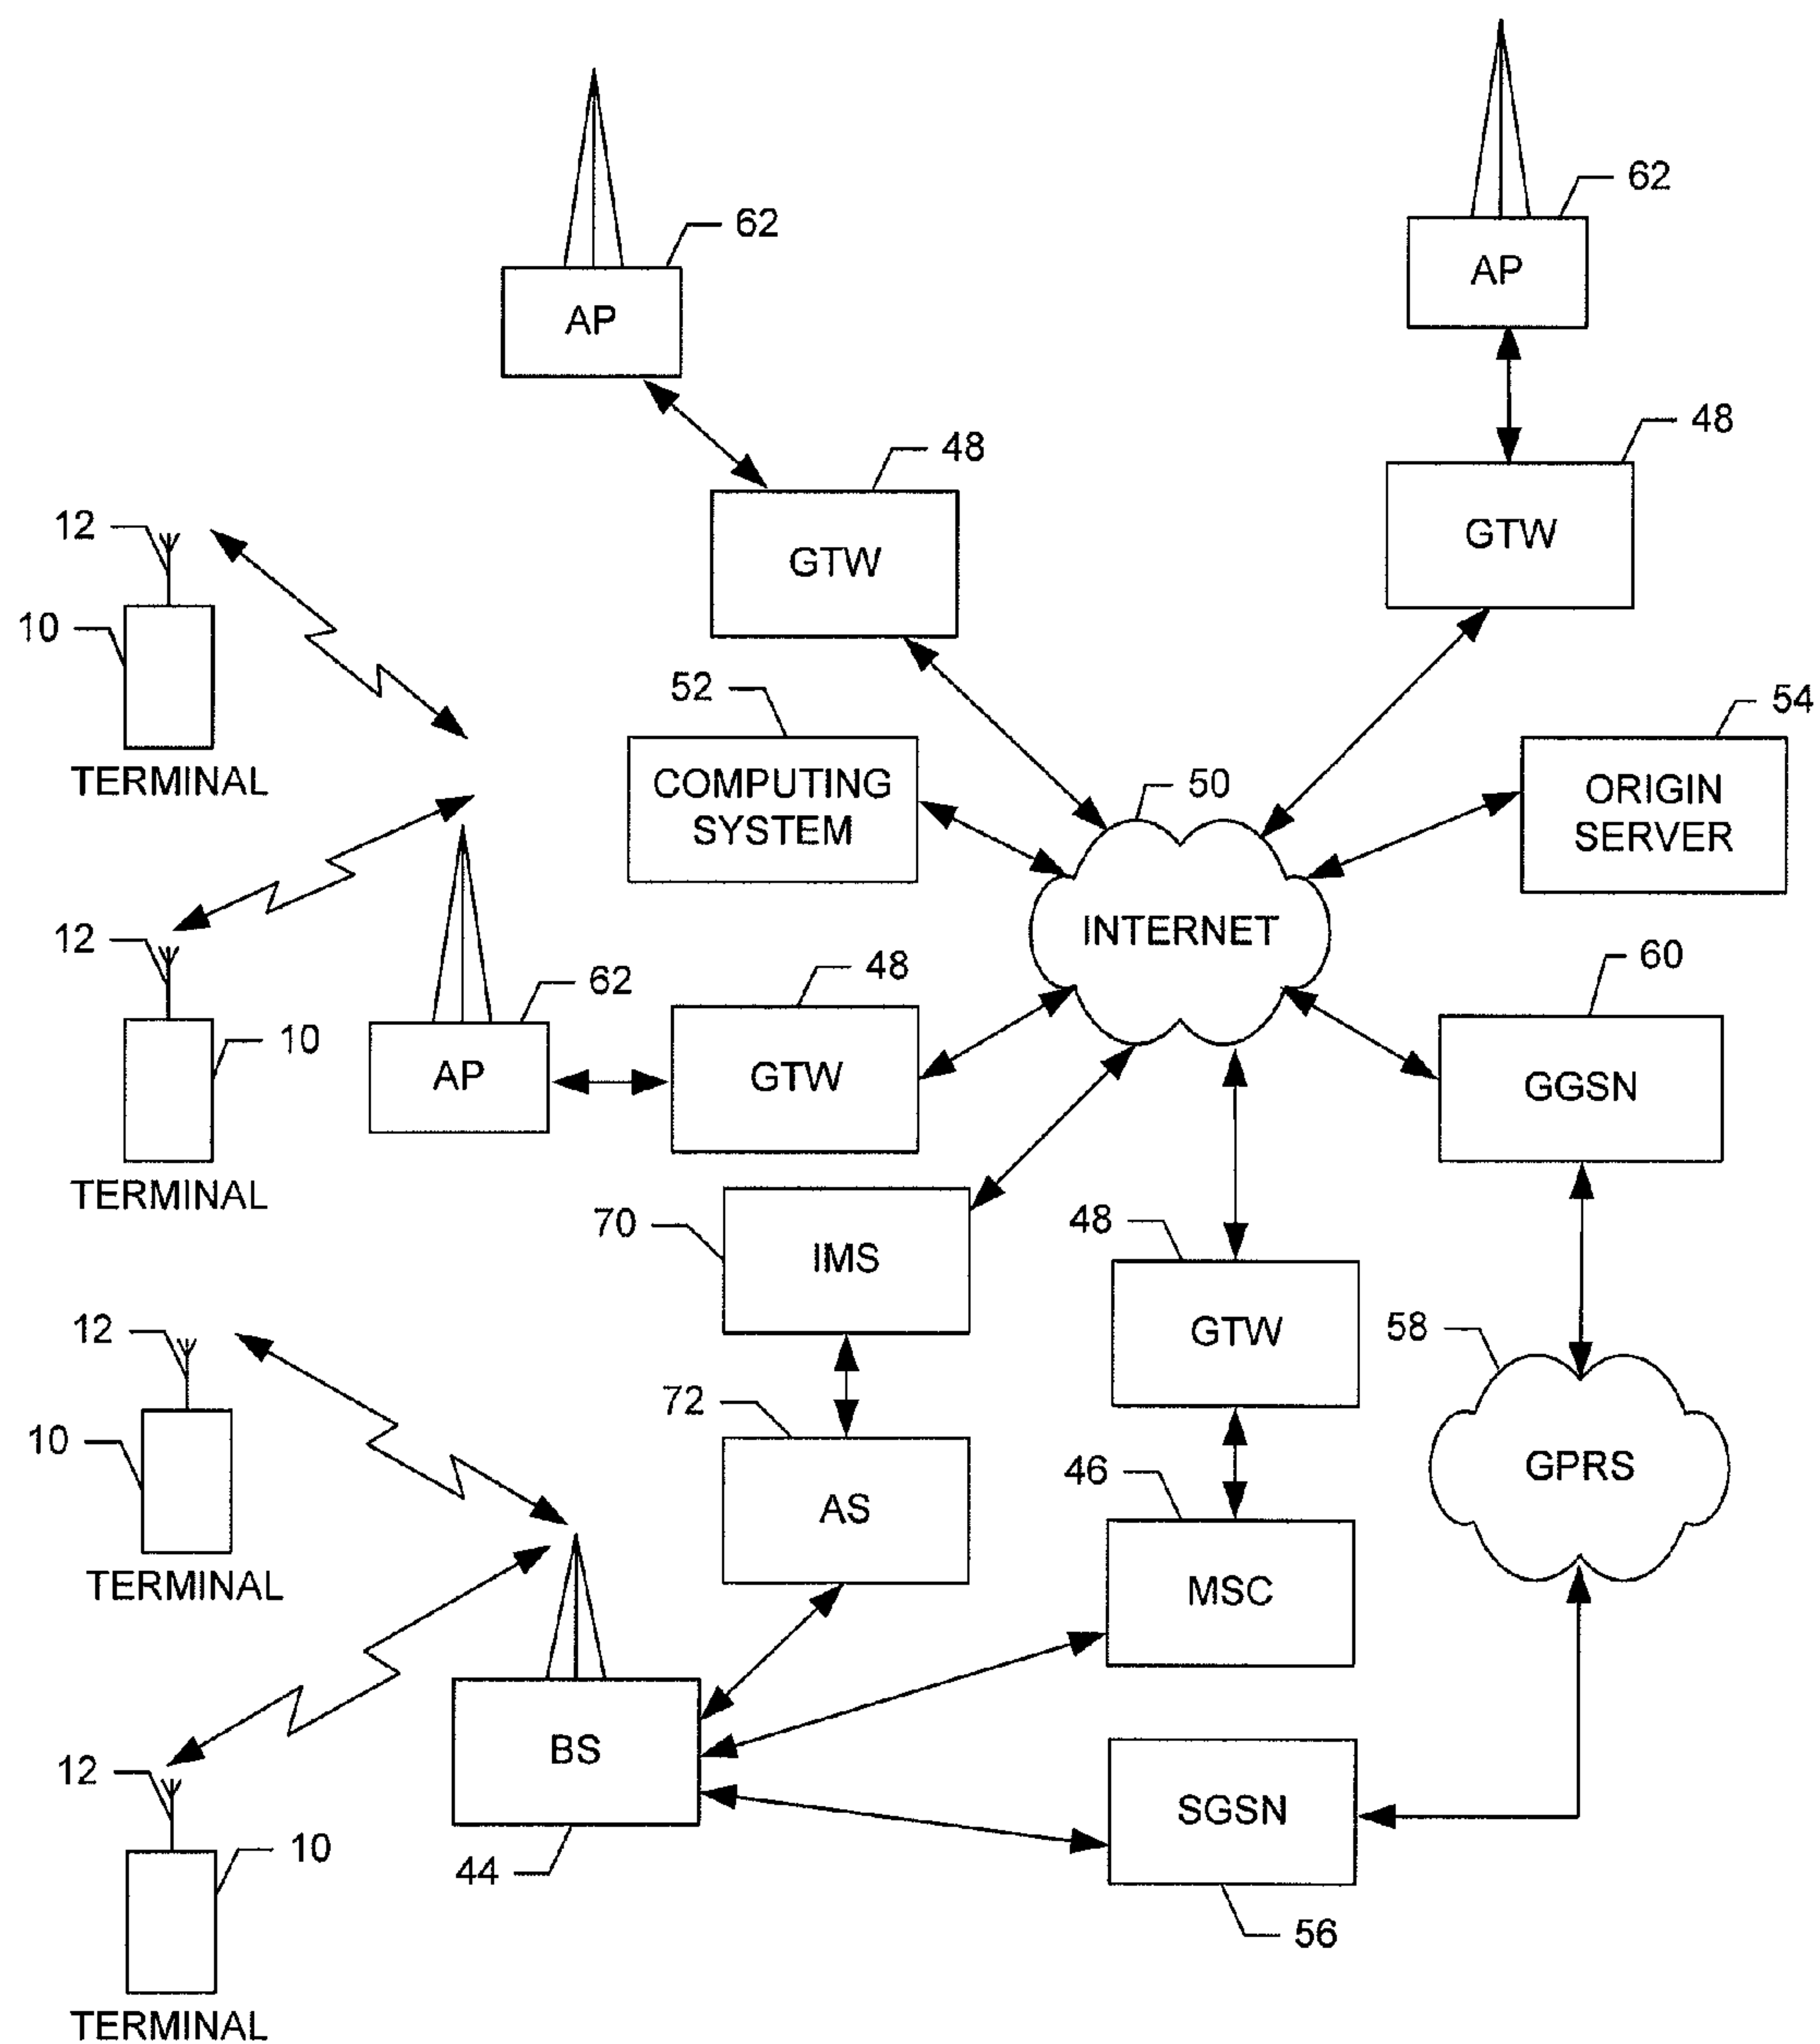 62
AP
62
AP
48
GTW
48
GTW
12
10
TERMINAL
52
COMPUTING
SYSTEM
50
INTERNET
54
ORIGIN
SERVER
12
10
TERMINAL
62
AP
48
GTW
60
GGSN
70
IMS
48
GTW
58
GPRS
12
10
TERMINAL
72
AS
46
MSC
BS
44
SGSN
56
12
10
TERMINAL